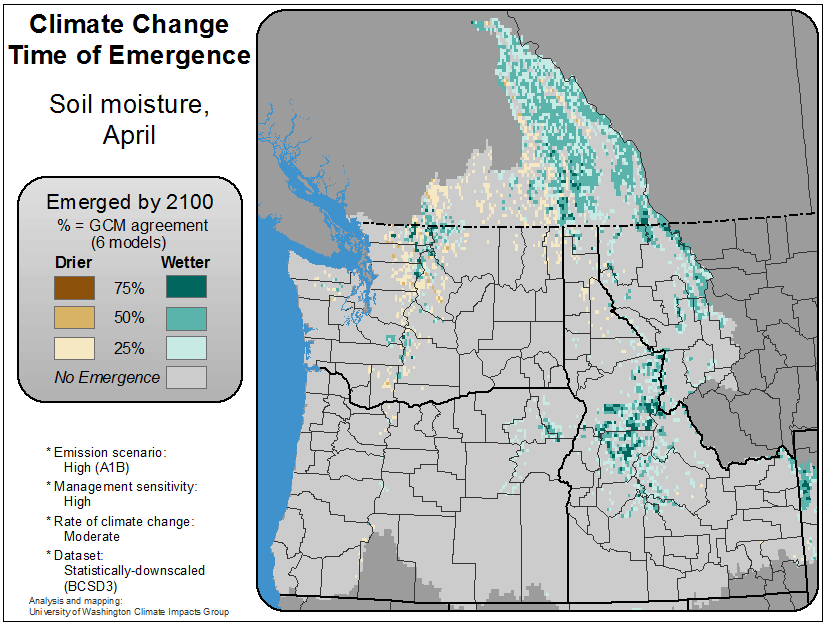 Climate Change
Time of Emergence
Soil moisture,
April
Emerged by 2100
% = GCM agreement
(6 models)
Drier Wetter
75%
50%
25%
No Emergence
* Emission scenario:
High (A1B)
* Management sensitivity:
High
* Rate of climate change:
Moderate
* Dataset:
Statistically-downscaled
(BCSD3)
Analysis and mapping:
University of Washington Climate Impacts Group